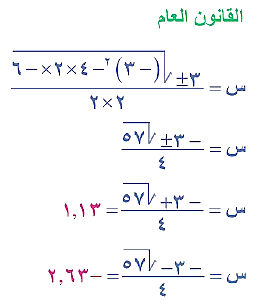 القانون العام
س = (٣ ± √((−٣)² − ٤ × ٢ × −٦)) / (٢ × ٢)
س = (−٣ ± √٥٧) / ٤
س = (−٣ + √٥٧) / ٤ = ١,١٣
س = (−٣ − √٥٧) / ٤ = −٢,٦٣